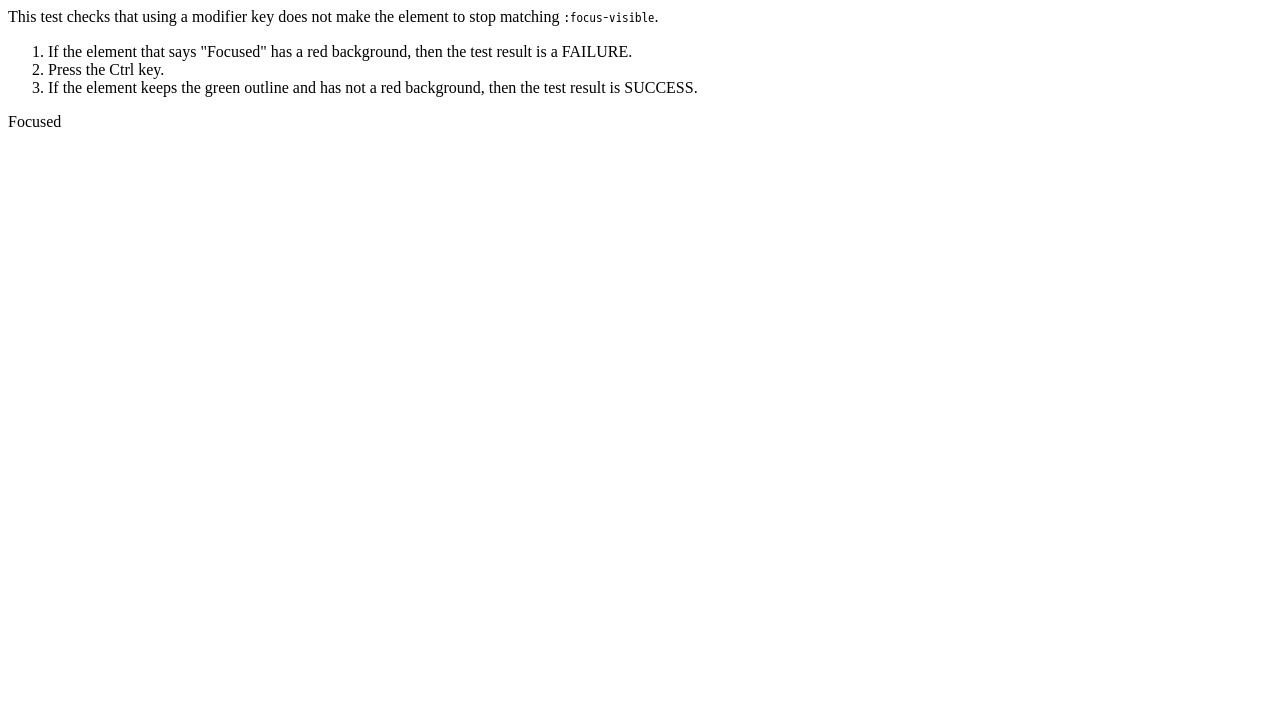 This test checks that using a modifier key does not make the element to stop matching :focus-visible.
1. If the element that says "Focused" has a red background, then the test result is a FAILURE.
2. Press the Ctrl key.
3. If the element keeps the green outline and has not a red background, then the test result is SUCCESS.
Focused